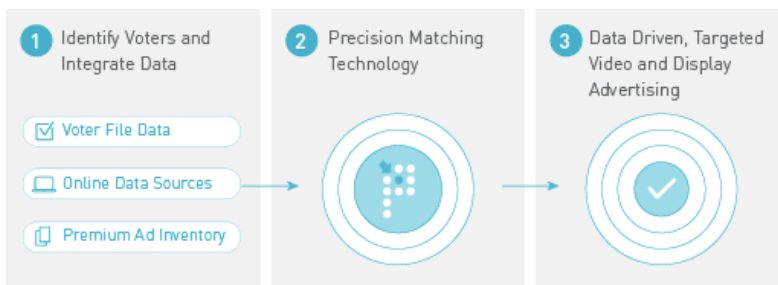 1 Identify Voters and
Integrate Data
Voter File Data
Online Data Sources
Premium Ad Inventory
2 Precision Matching
Technology
3 Data Driven, Targeted
Video and Display
Advertising